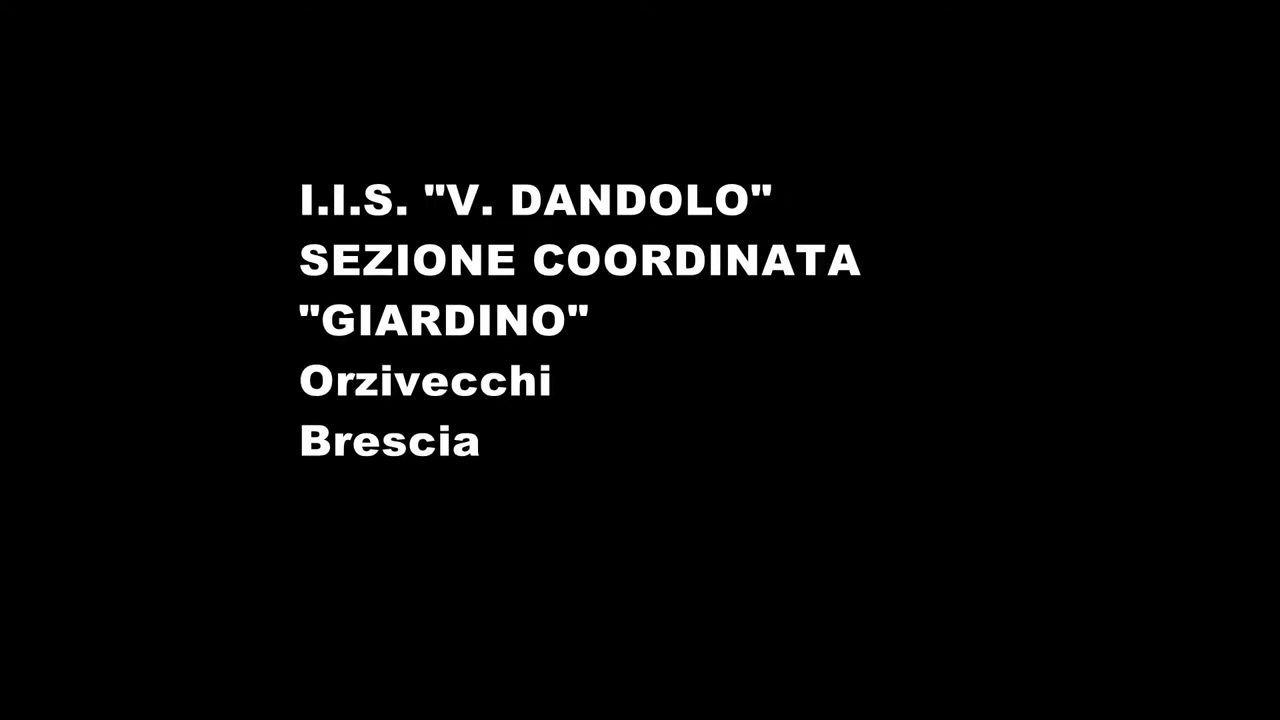 I.I.S. "V. DANDOLO"
SEZIONE COORDINATA
"GIARDINO"
Orzivecchi
Brescia